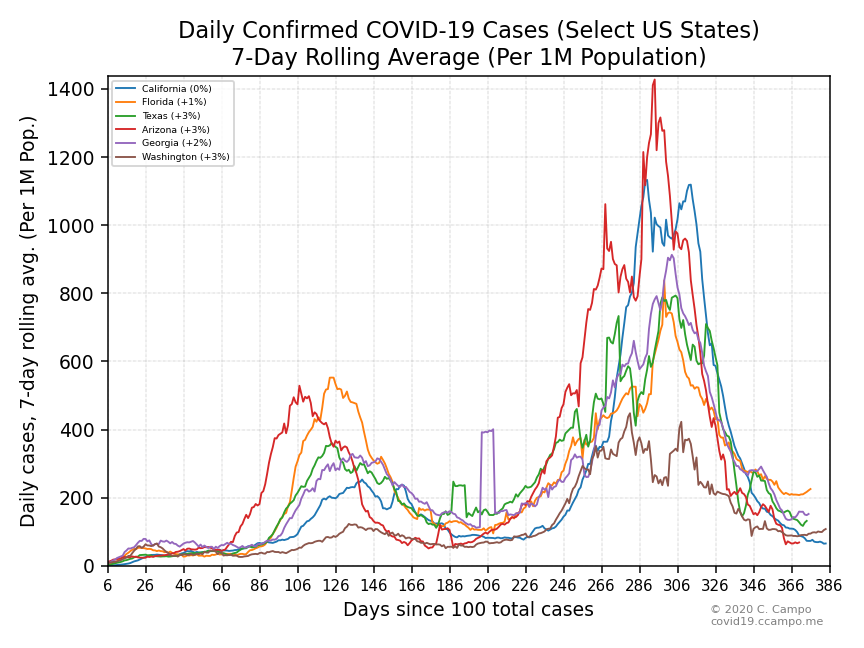 Daily Confirmed COVID-19 Cases (Select US States)
7-Day Rolling Average (Per 1M Population)
Daily cases, 7-day rolling avg. (Per 1M Pop.)
1400
1200
1000
800
600
400
200
0
California (0%)
Florida (+1%)
Texas (+3%)
Arizona (+3%)
Georgia (+2%)
Washington (+3%)
6 26 46 66 86 106 126 146 166 186 206 226 246 266 286 306 326 346 366 386
Days since 100 total cases
© 2020 C. Campo
covid19.ccampo.me